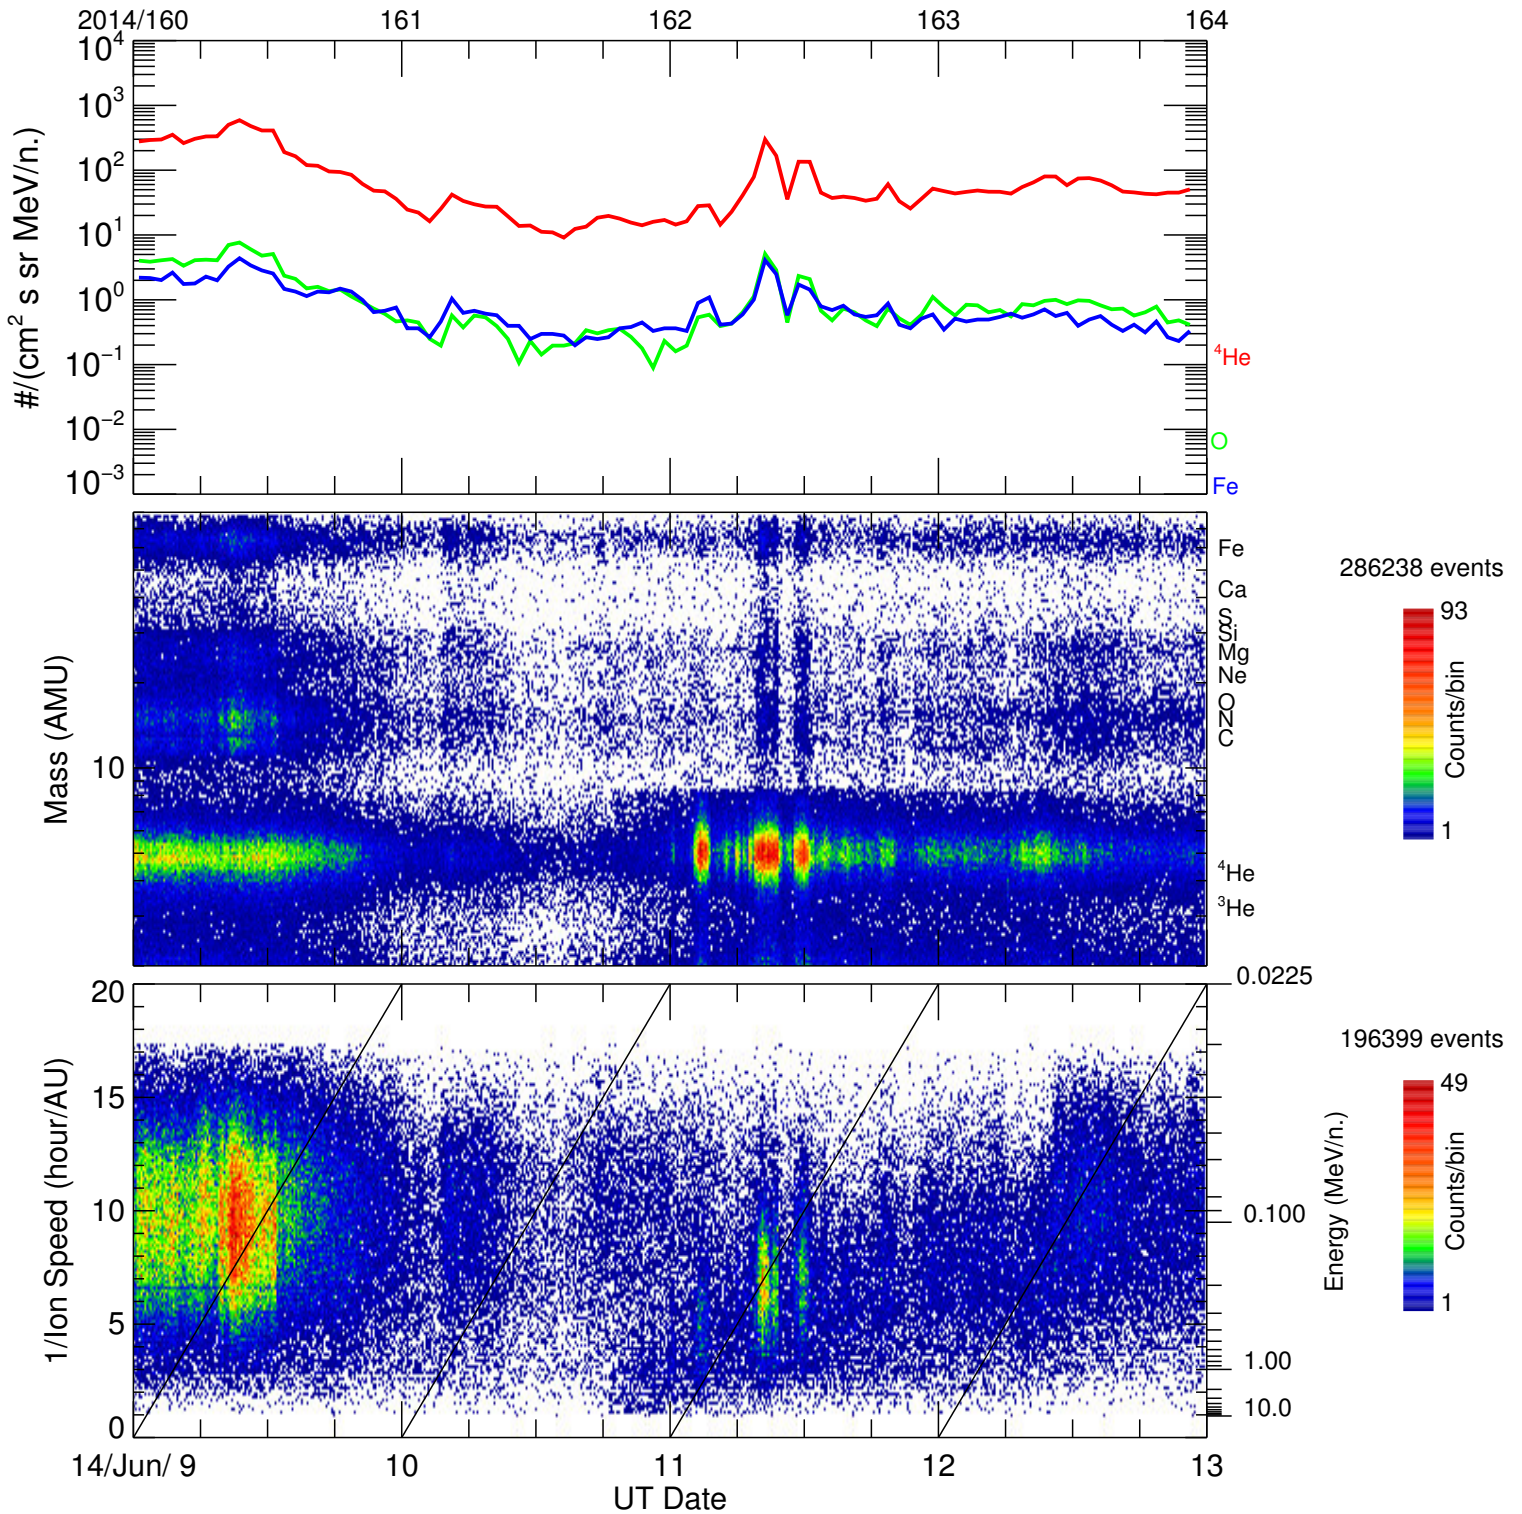 2014/160 161 162 163 164
10⁴
10³
10²
10¹
10⁰
10⁻¹
10⁻²
10⁻³
#/(cm² s sr MeV/n.)
⁴He
O
Fe
Mass (AMU)
10
Fe
Ca
S
Si
Mg
Ne
O
N
C
⁴He
³He
286238 events
93
Counts/bin
1
1/Ion Speed (hour/AU)
20
15
10
5
0
0.0225
0.100
1.00
10.0
Energy (MeV/n.)
196399 events
49
Counts/bin
1
14/Jun/ 9 10 11 12 13
UT Date